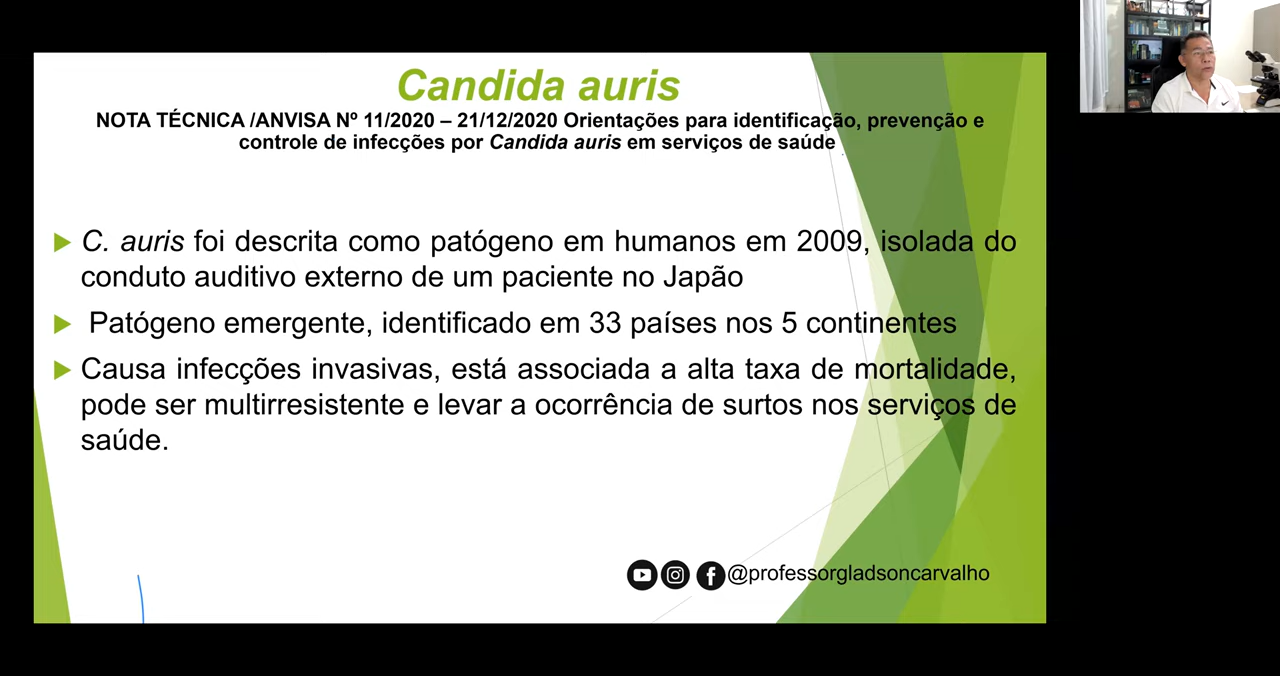 Candida auris
NOTA TÉCNICA /ANVISA Nº 11/2020 – 21/12/2020 Orientações para identificação, prevenção e
controle de infecções por Candida auris em serviços de saúde
C. auris foi descrita como patógeno em humanos em 2009, isolada do
conduto auditivo externo de um paciente no Japão
Patógeno emergente, identificado em 33 países nos 5 continentes
Causa infecções invasivas, está associada a alta taxa de mortalidade,
pode ser multirresistente e levar a ocorrência de surtos nos serviços de
saúde.
@professorgladsoncarvalho